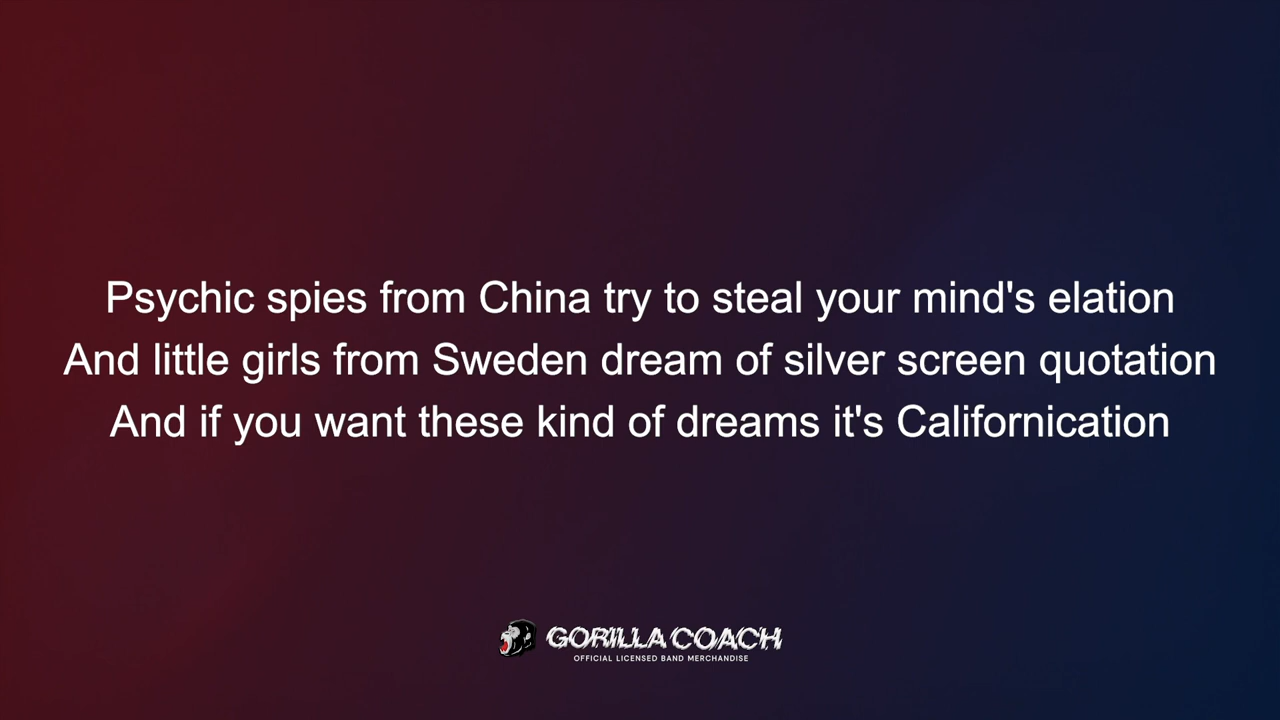 Psychic spies from China try to steal your mind's elation
And little girls from Sweden dream of silver screen quotation
And if you want these kind of dreams it's Californication
GORILLA COACH
OFFICIAL LICENSED BAND MERCHANDISE